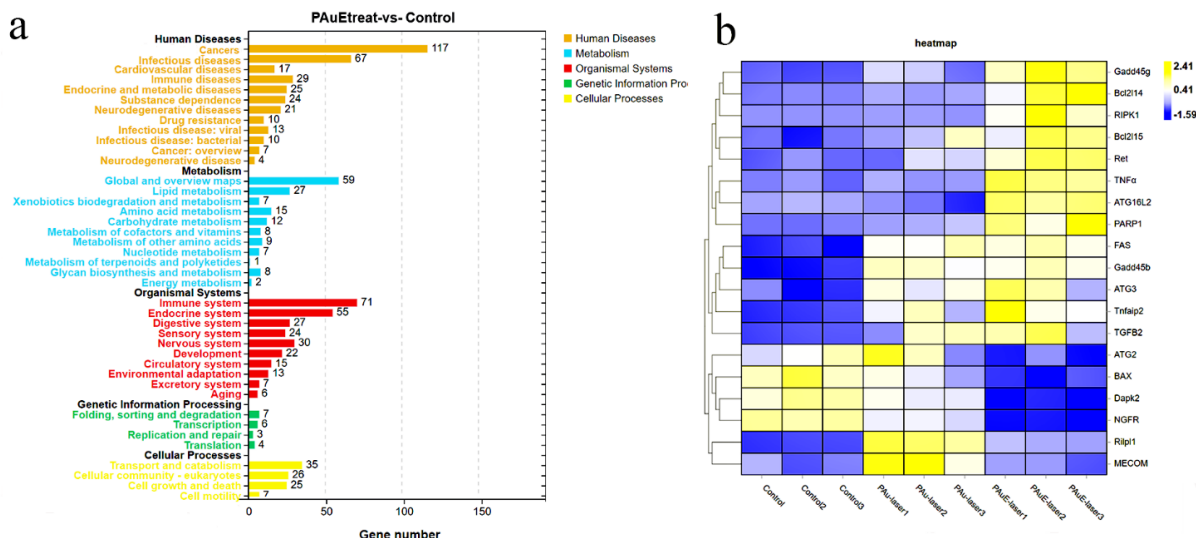 a
PAuEtreat-vs- Control
Human Diseases
Cancers
117
Infectious diseases
67
Cardiovascular diseases
17
Immune diseases
29
Endocrine and metabolic diseases
25
Substance dependence
24
Neurodegenerative diseases
21
Drug resistance
10
Infectious disease: viral
13
Infectious disease: bacterial
10
Cancer: overview
7
Neurodegenerative disease
4
Metabolism
Global and overview maps
59
Lipid metabolism
27
Xenobiotics biodegradation and metabolism
7
Amino acid metabolism
15
Carbohydrate metabolism
12
Metabolism of cofactors and vitamins
8
Metabolism of other amino acids
9
Nucleotide metabolism
7
Metabolism of terpenoids and polyketides
1
Glycan biosynthesis and metabolism
8
Energy metabolism
2
Organismal Systems
Immune system
71
Endocrine system
55
Digestive system
27
Sensory system
24
Nervous system
30
Development
22
Circulatory system
15
Environmental adaptation
13
Excretory system
7
Aging
6
Genetic Information Processing
Folding, sorting and degradation
7
Transcription
6
Replication and repair
3
Translation
4
Cellular Processes
Transport and catabolism
35
Cellular community - eukaryotes
26
Cell growth and death
25
Cell motility
7
0
50
100
150
Gene number
Human Diseases
Metabolism
Organismal Systems
Genetic Information Pro
Cellular Processes
b
heatmap
2.41
0.41
-1.59
Gadd45g
Bcl2l14
RIPK1
Bcl2l15
Ret
TNFα
ATG16L2
PARP1
FAS
Gadd45b
ATG3
Tnfaip2
TGFB2
ATG2
BAX
Dapk2
NGFR
Rilpl1
MECOM
Control
Control2
Control3
PAu-laser1
PAu-laser2
PAu-laser3
PAuE-laser1
PAuE-laser2
PAuE-laser3